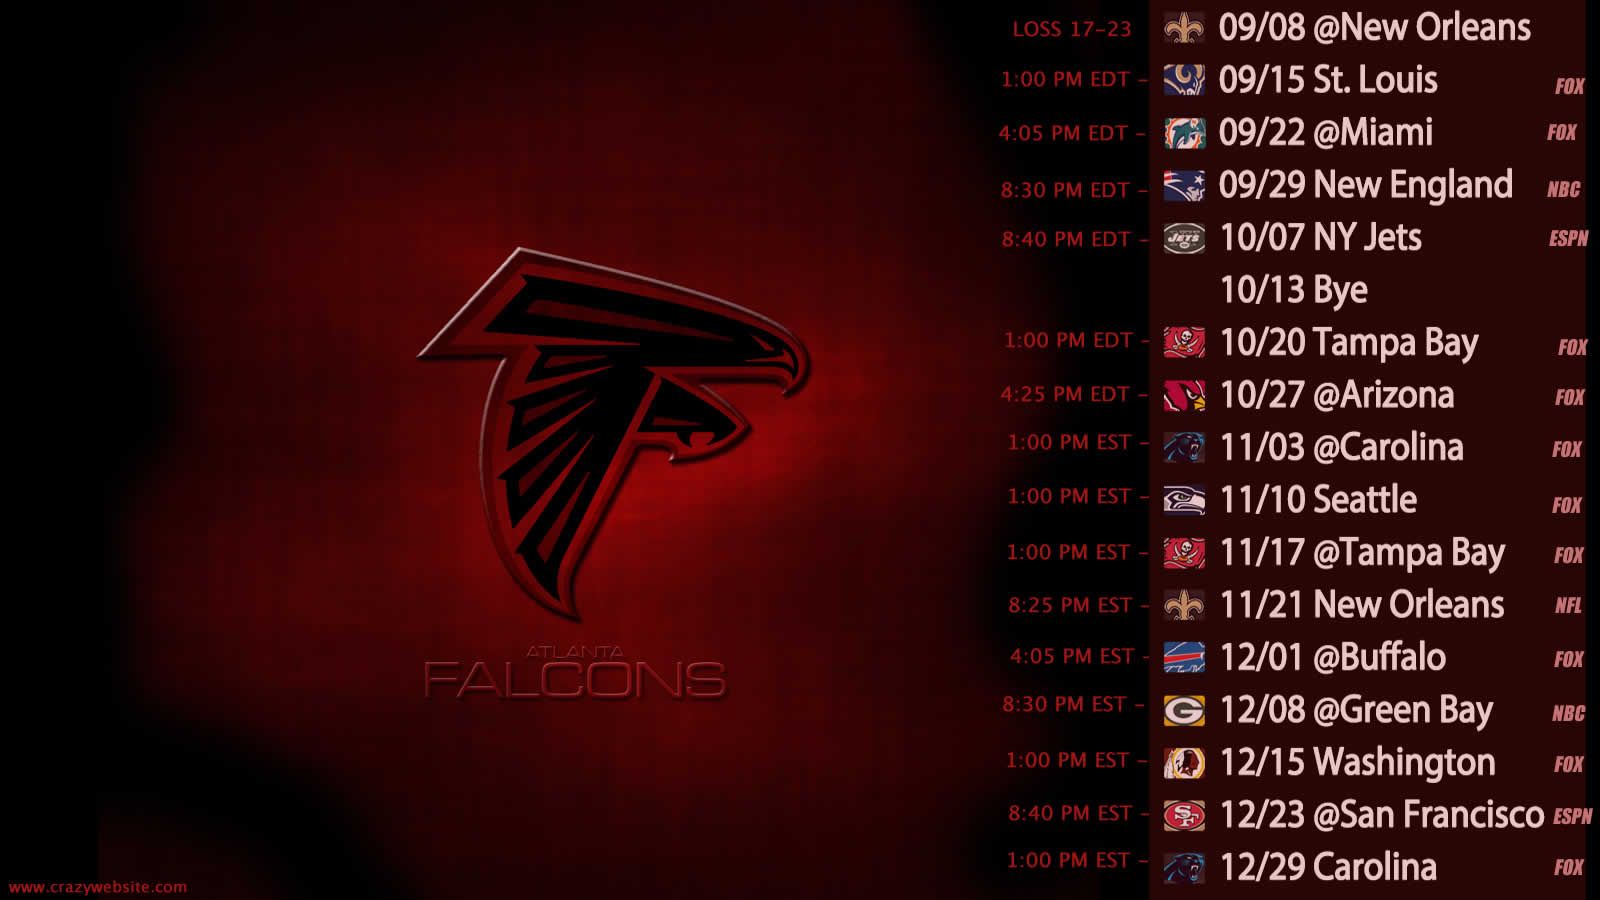 LOSS 17-23 09/08 @New Orleans
1:00 PM EDT - 09/15 St. Louis FOX
4:05 PM EDT - 09/22 @Miami FOX
8:30 PM EDT - 09/29 New England NBC
8:40 PM EDT - JETS 10/07 NY Jets ESPN
10/13 Bye
1:00 PM EDT - 10/20 Tampa Bay FOX
4:25 PM EDT - 10/27 @Arizona FOX
1:00 PM EST - 11/03 @Carolina FOX
1:00 PM EST - 11/10 Seattle FOX
1:00 PM EST - 11/17 @Tampa Bay FOX
8:25 PM EST - 11/21 New Orleans NFL
4:05 PM EST - 12/01 @Buffalo FOX
8:30 PM EST - G 12/08 @Green Bay NBC
1:00 PM EST - 12/15 Washington FOX
8:40 PM EST - SF 12/23 @San Francisco ESPN
1:00 PM EST - 12/29 Carolina FOX
ATLANTA
FALCONS
www.crazywebsite.com